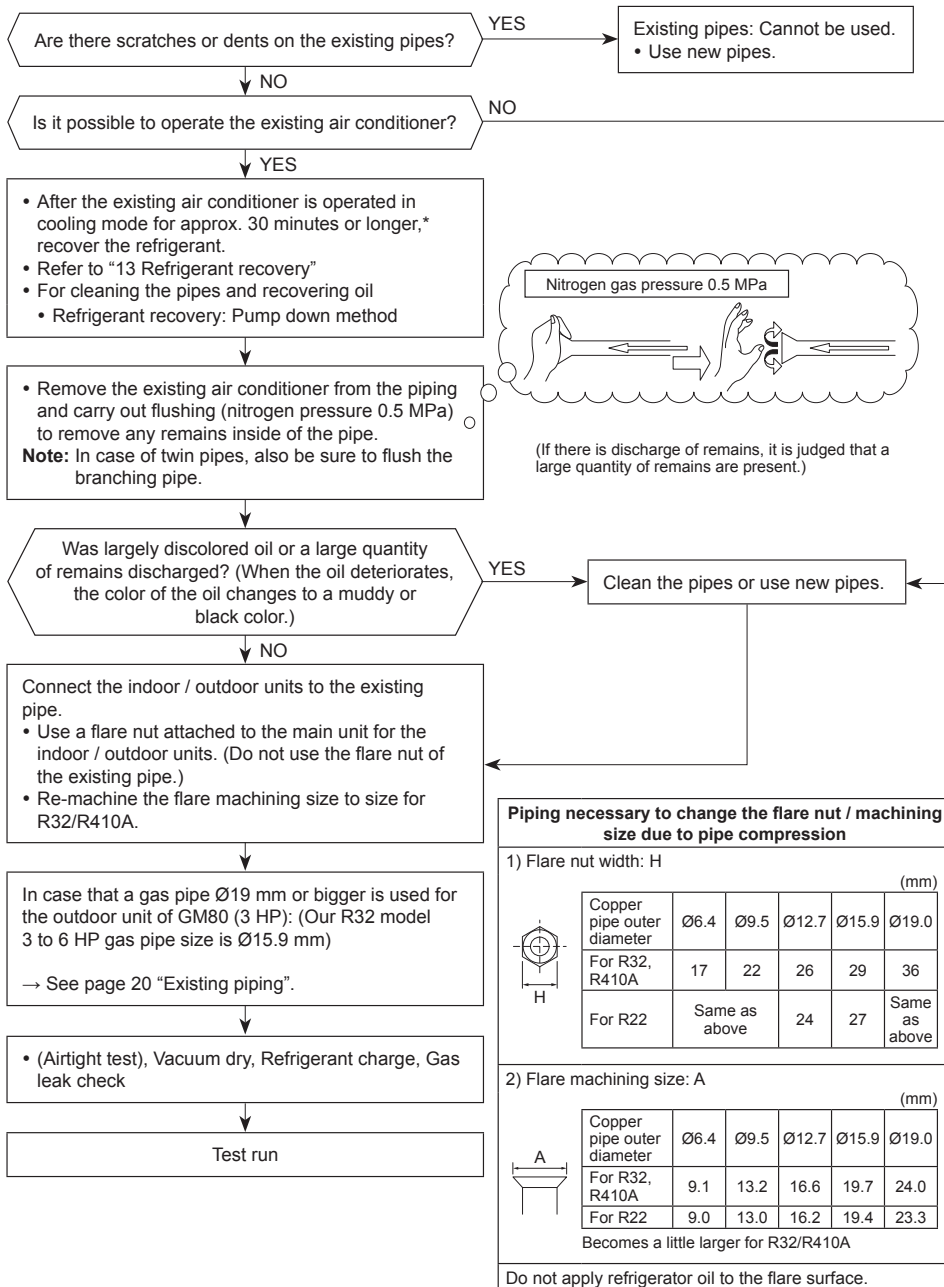 Are there scratches or dents on the existing pipes?
YES
Existing pipes: Cannot be used.
• Use new pipes.
NO
Is it possible to operate the existing air conditioner?
NO
YES
• After the existing air conditioner is operated in
cooling mode for approx. 30 minutes or longer,*
recover the refrigerant.
• Refer to “13 Refrigerant recovery”
• For cleaning the pipes and recovering oil
• Refrigerant recovery: Pump down method
Nitrogen gas pressure 0.5 MPa
• Remove the existing air conditioner from the piping
and carry out flushing (nitrogen pressure 0.5 MPa)
to remove any remains inside of the pipe.
Note: In case of twin pipes, also be sure to flush the
branching pipe.
(If there is discharge of remains, it is judged that a
large quantity of remains are present.)
Was largely discolored oil or a large quantity
of remains discharged? (When the oil deteriorates,
the color of the oil changes to a muddy or
black color.)
YES
Clean the pipes or use new pipes.
NO
Connect the indoor / outdoor units to the existing
pipe.
• Use a flare nut attached to the main unit for the
indoor / outdoor units. (Do not use the flare nut of
the existing pipe.)
• Re-machine the flare machining size to size for
R32/R410A.
In case that a gas pipe Ø19 mm or bigger is used for
the outdoor unit of GM80 (3 HP): (Our R32 model
3 to 6 HP gas pipe size is Ø15.9 mm)
→ See page 20 “Existing piping”.
• (Airtight test), Vacuum dry, Refrigerant charge, Gas
leak check
Test run
Piping necessary to change the flare nut / machining
size due to pipe compression
1) Flare nut width: H
(mm)
H
Copper
pipe outer
diameter
Ø6.4 Ø9.5 Ø12.7 Ø15.9 Ø19.0
For R32,
R410A
17 22 26 29 36
For R22
Same as
above
24 27
Same
as
above
2) Flare machining size: A
(mm)
A
Copper
pipe outer
diameter
Ø6.4 Ø9.5 Ø12.7 Ø15.9 Ø19.0
For R32,
R410A
9.1 13.2 16.6 19.7 24.0
For R22 9.0 13.0 16.2 19.4 23.3
Becomes a little larger for R32/R410A
Do not apply refrigerator oil to the flare surface.